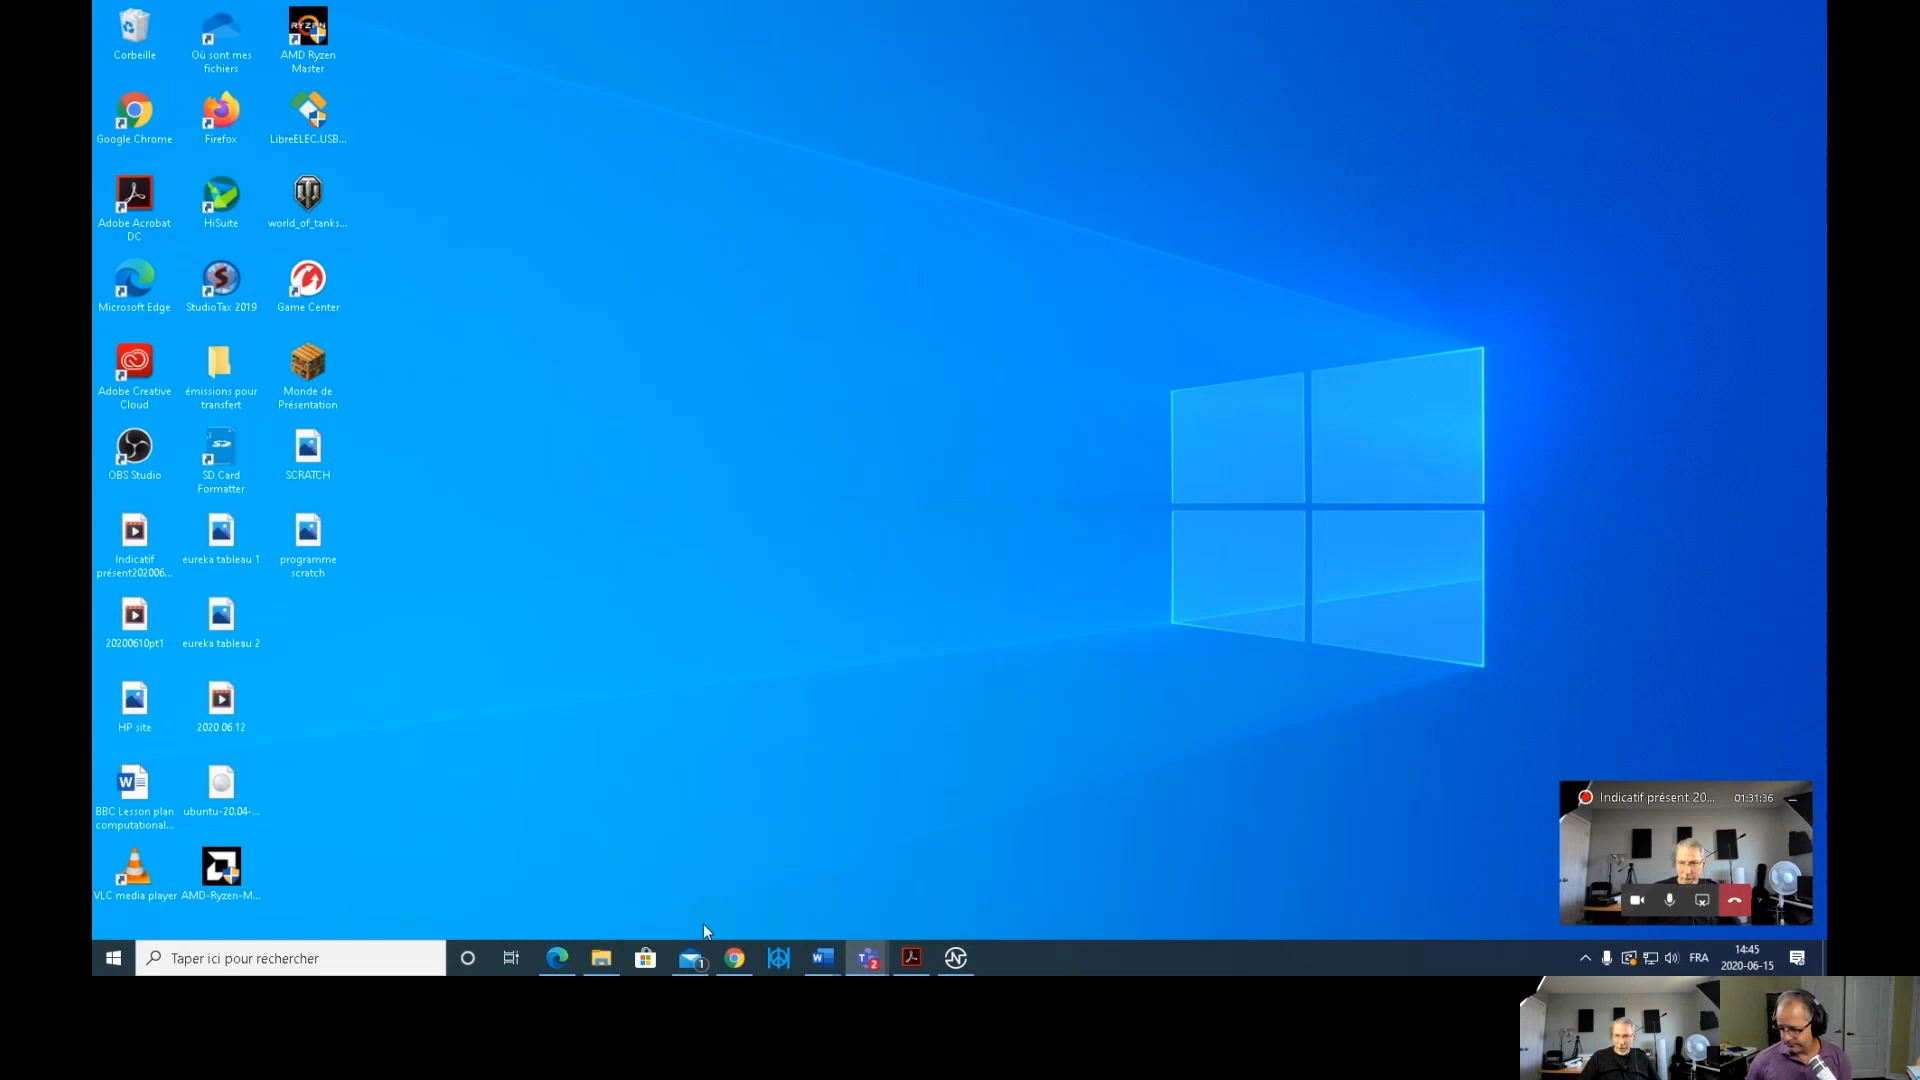 Corbeille
Où sont mes
fichiers
AMD Ryzen
Master
Google Chrome
Firefox
LibreELEC.USB...
Adobe Acrobat
DC
HiSuite
world_of_tanks...
Microsoft Edge
StudioTax 2019
Game Center
Adobe Creative
Cloud
émissions pour
transfert
Monde de
Présentation
OBS Studio
SD Card
Formatter
SCRATCH
Indicatif
présent202006...
eureka tableau 1
programme
scratch
20200610pt1
eureka tableau 2
HP site
2020 06 12
BBC Lesson plan
computational...
ubuntu-20.04-...
VLC media player
AMD-Ryzen-M...
RYZEN
Indicatif présent 20...
01:31:36
Taper ici pour rechercher
1
2
FRA
14:45
2020-06-15